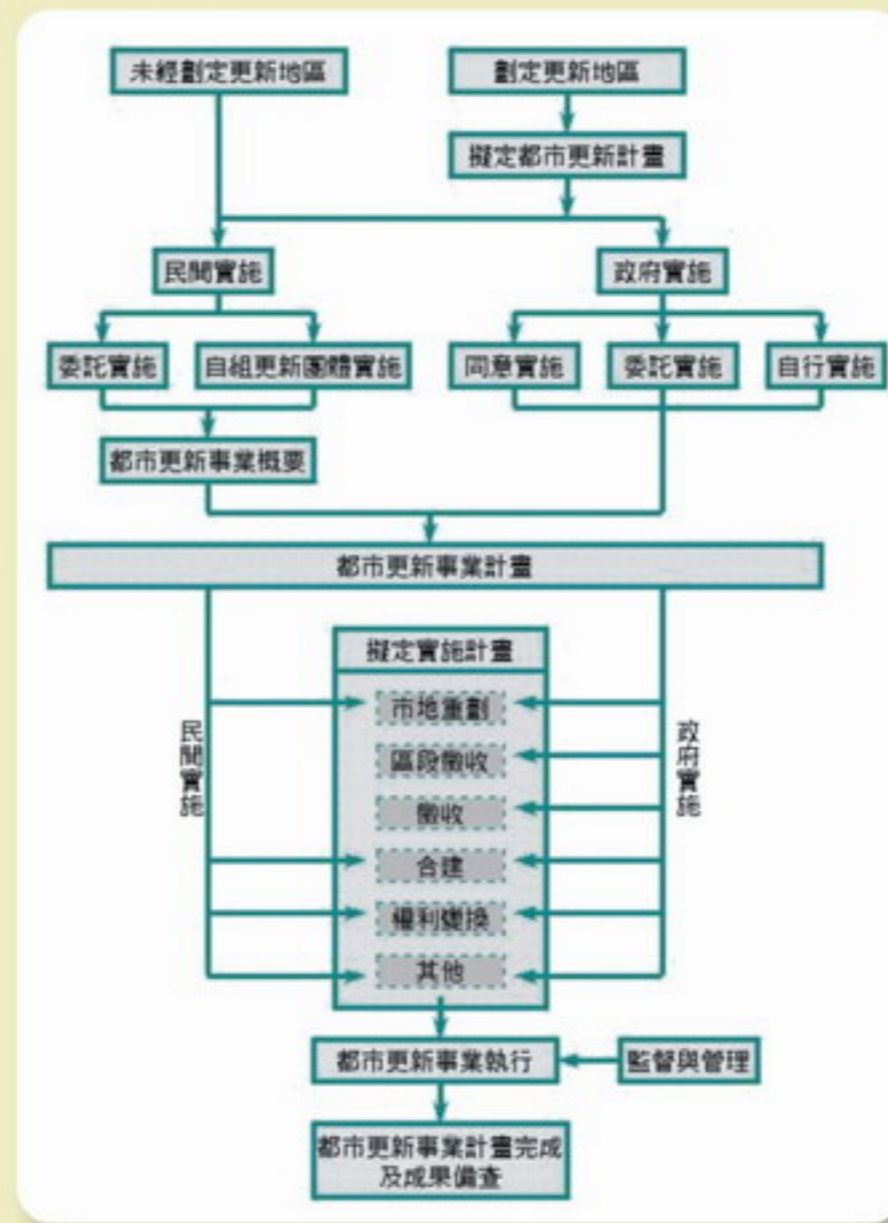 未經劃定更新地區
劃定更新地區
擬定都市更新計畫
民間實施
政府實施
委託實施
自組更新團體實施
同意實施
委託實施
自行實施
都市更新事業概要
都市更新事業計畫
擬定實施計畫
市地重劃
區段徵收
徵收
合建
權利變換
其他
民間實施
政府實施
都市更新事業執行
監督與管理
都市更新事業計畫完成
及成果備查